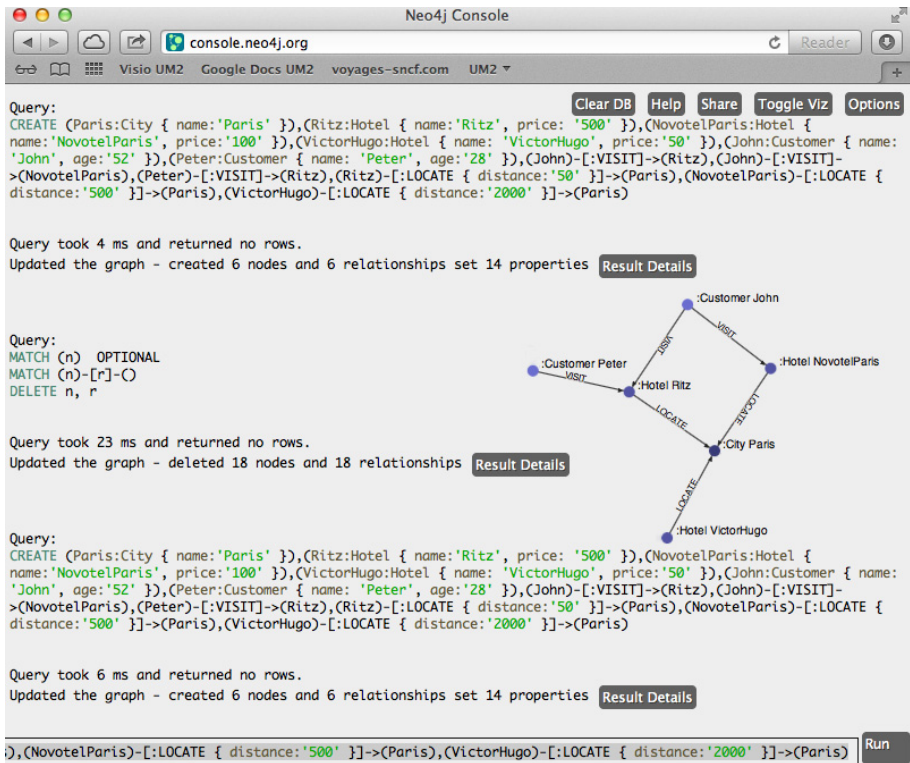 Neo4j Console
console.neo4j.org
Reader
Visio UM2 Google Docs UM2 voyages-sncf.com UM2
Clear DB Help Share Toggle Viz Options
Query:
CREATE (Paris:City { name:'Paris' }),(Ritz:Hotel { name:'Ritz', price: '500' }),(NovotelParis:Hotel {
name:'NovotelParis', price:'100' }),(VictorHugo:Hotel { name: 'VictorHugo', price:'50' }),(John:Customer { name:
'John', age:'52' }),(Peter:Customer { name: 'Peter', age:'28' }),(John)-[:VISIT]->(Ritz),(John)-[:VISIT]-
>(NovotelParis),(Peter)-[:VISIT]->(Ritz),(Ritz)-[:LOCATE { distance:'50' }]->(Paris),(NovotelParis)-[:LOCATE {
distance:'500' }]->(Paris),(VictorHugo)-[:LOCATE { distance:'2000' }]->(Paris)
Query took 4 ms and returned no rows.
Updated the graph - created 6 nodes and 6 relationships set 14 properties Result Details
Query:
MATCH (n) OPTIONAL
MATCH (n)-[r]-()
DELETE n, r
Query took 23 ms and returned no rows.
Updated the graph - deleted 18 nodes and 18 relationships Result Details
:Customer John
VISIT
VISIT
:Customer Peter
VISIT
:Hotel NovotelParis
:Hotel Ritz
LOCATE
LOCATE
:City Paris
LOCATE
:Hotel VictorHugo
Query:
CREATE (Paris:City { name:'Paris' }),(Ritz:Hotel { name:'Ritz', price: '500' }),(NovotelParis:Hotel {
name:'NovotelParis', price:'100' }),(VictorHugo:Hotel { name: 'VictorHugo', price:'50' }),(John:Customer { name:
'John', age:'52' }),(Peter:Customer { name: 'Peter', age:'28' }),(John)-[:VISIT]->(Ritz),(John)-[:VISIT]-
>(NovotelParis),(Peter)-[:VISIT]->(Ritz),(Ritz)-[:LOCATE { distance:'50' }]->(Paris),(NovotelParis)-[:LOCATE {
distance:'500' }]->(Paris),(VictorHugo)-[:LOCATE { distance:'2000' }]->(Paris)
Query took 6 ms and returned no rows.
Updated the graph - created 6 nodes and 6 relationships set 14 properties Result Details
),(NovotelParis)-[:LOCATE { distance:'500' }]->(Paris),(VictorHugo)-[:LOCATE { distance:'2000' }]->(Paris) Run